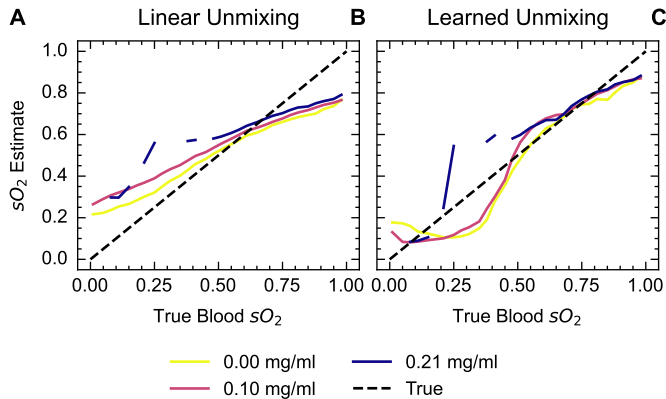 A Linear Unmixing B Learned Unmixing C
1.0
0.8
0.6
0.4
0.2
0.0
sO₂ Estimate
0.00 0.25 0.50 0.75 1.00 0.00 0.25 0.50 0.75 1.00
True Blood sO₂ True Blood sO₂
0.00 mg/ml 0.21 mg/ml
0.10 mg/ml True